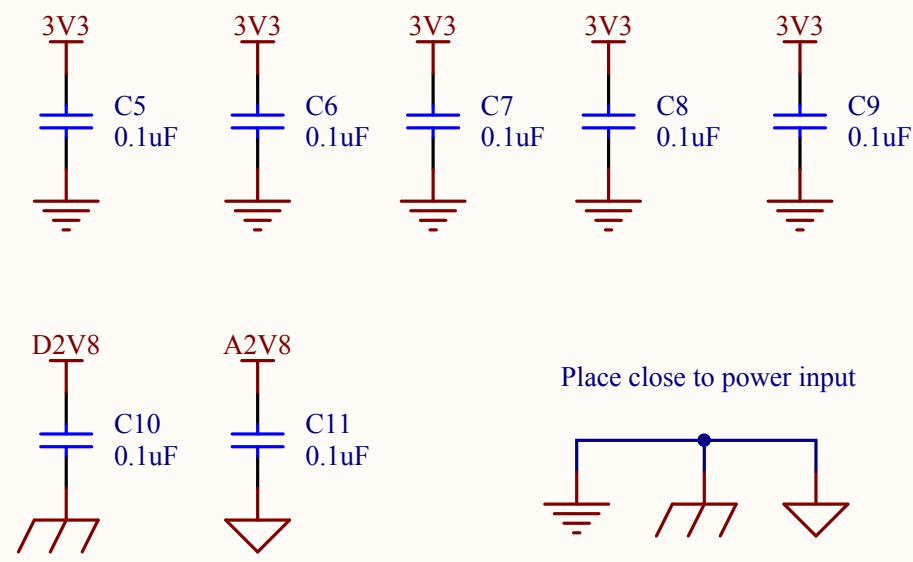 3V3 3V3 3V3 3V3 3V3
C5 C6 C7 C8 C9
0.1uF 0.1uF 0.1uF 0.1uF 0.1uF
D2V8 A2V8
Place close to power input
C10 C11
0.1uF 0.1uF